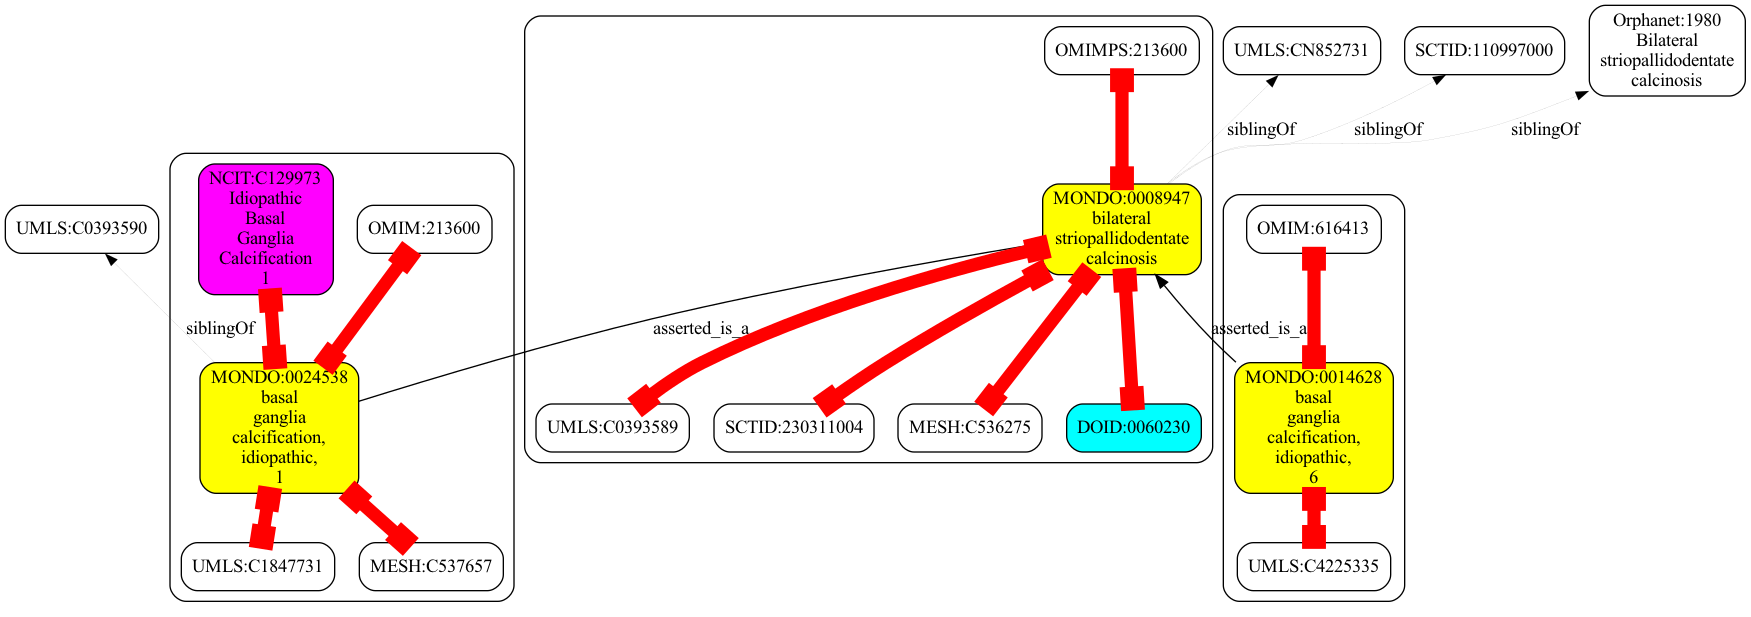 OMIMPS:213600
UMLS:CN852731
SCTID:110997000
Orphanet:1980
Bilateral
striopallidodentate
calcinosis
siblingOf
siblingOf
siblingOf
UMLS:C0393590
NCIT:C129973
Idiopathic
Basal
Ganglia
Calcification
1
OMIM:213600
MONDO:0008947
bilateral
striopallidodentate
calcinosis
OMIM:616413
siblingOf
asserted_is_a
asserted_is_a
MONDO:0024538
basal
ganglia
calcification,
idiopathic,
1
UMLS:C0393589
SCTID:230311004
MESH:C536275
DOID:0060230
MONDO:0014628
basal
ganglia
calcification,
idiopathic,
6
UMLS:C1847731
MESH:C537657
UMLS:C4225335